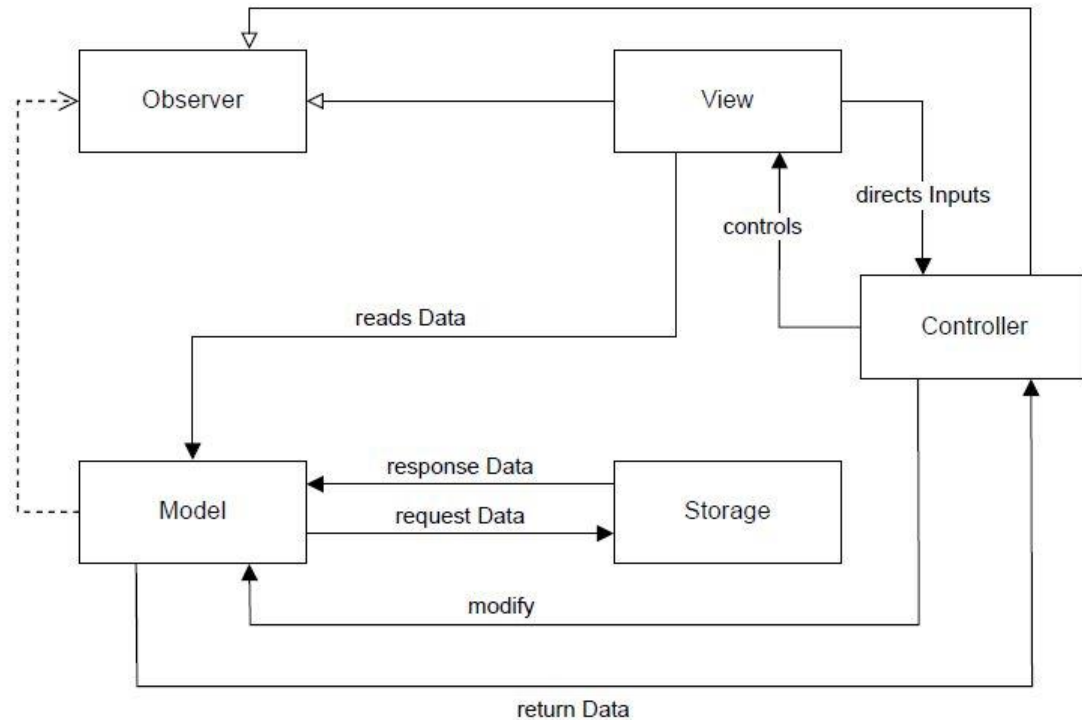 Observer
View
directs Inputs
controls
Controller
reads Data
response Data
Model
request Data
Storage
modify
return Data